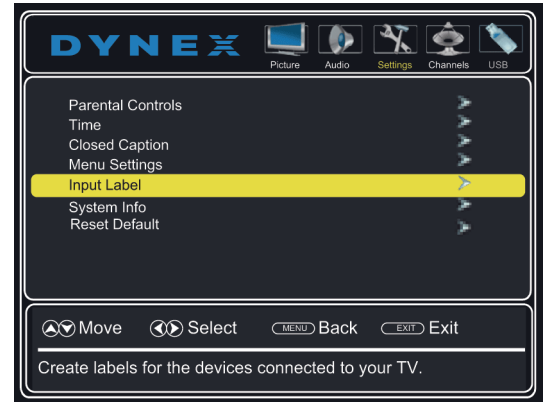 DYNEX
Picture Audio Settings Channels USB
Parental Controls
Time
Closed Caption
Menu Settings
Input Label
System Info
Reset Default
Move Select MENU Back EXIT Exit
Create labels for the devices connected to your TV.